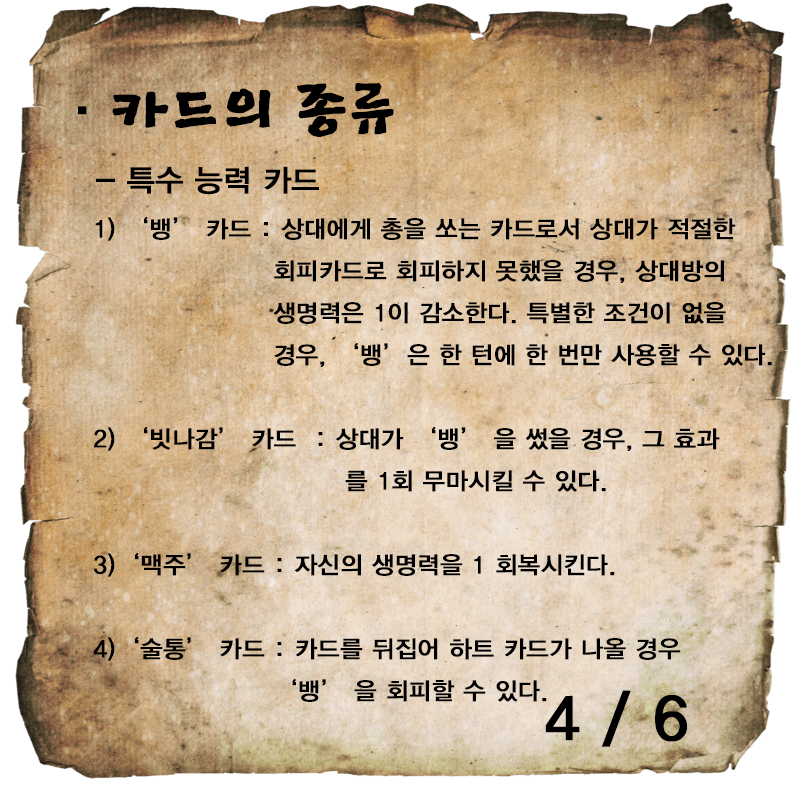 · 카드의 종류
- 특수 능력 카드
1) ‘뱅’ 카드 : 상대에게 총을 쏘는 카드로서 상대가 적절한
회피카드로 회피하지 못했을 경우, 상대방의
생명력은 1이 감소한다. 특별한 조건이 없을
경우, ‘뱅’은 한 턴에 한 번만 사용할 수 있다.
2) ‘빗나감’ 카드 : 상대가 ‘뱅’ 을 썼을 경우, 그 효과
를 1회 무마시킬 수 있다.
3) ‘맥주’ 카드 : 자신의 생명력을 1 회복시킨다.
4) ‘술통’ 카드 : 카드를 뒤집어 하트 카드가 나올 경우
‘뱅’ 을 회피할 수 있다.
4 / 6